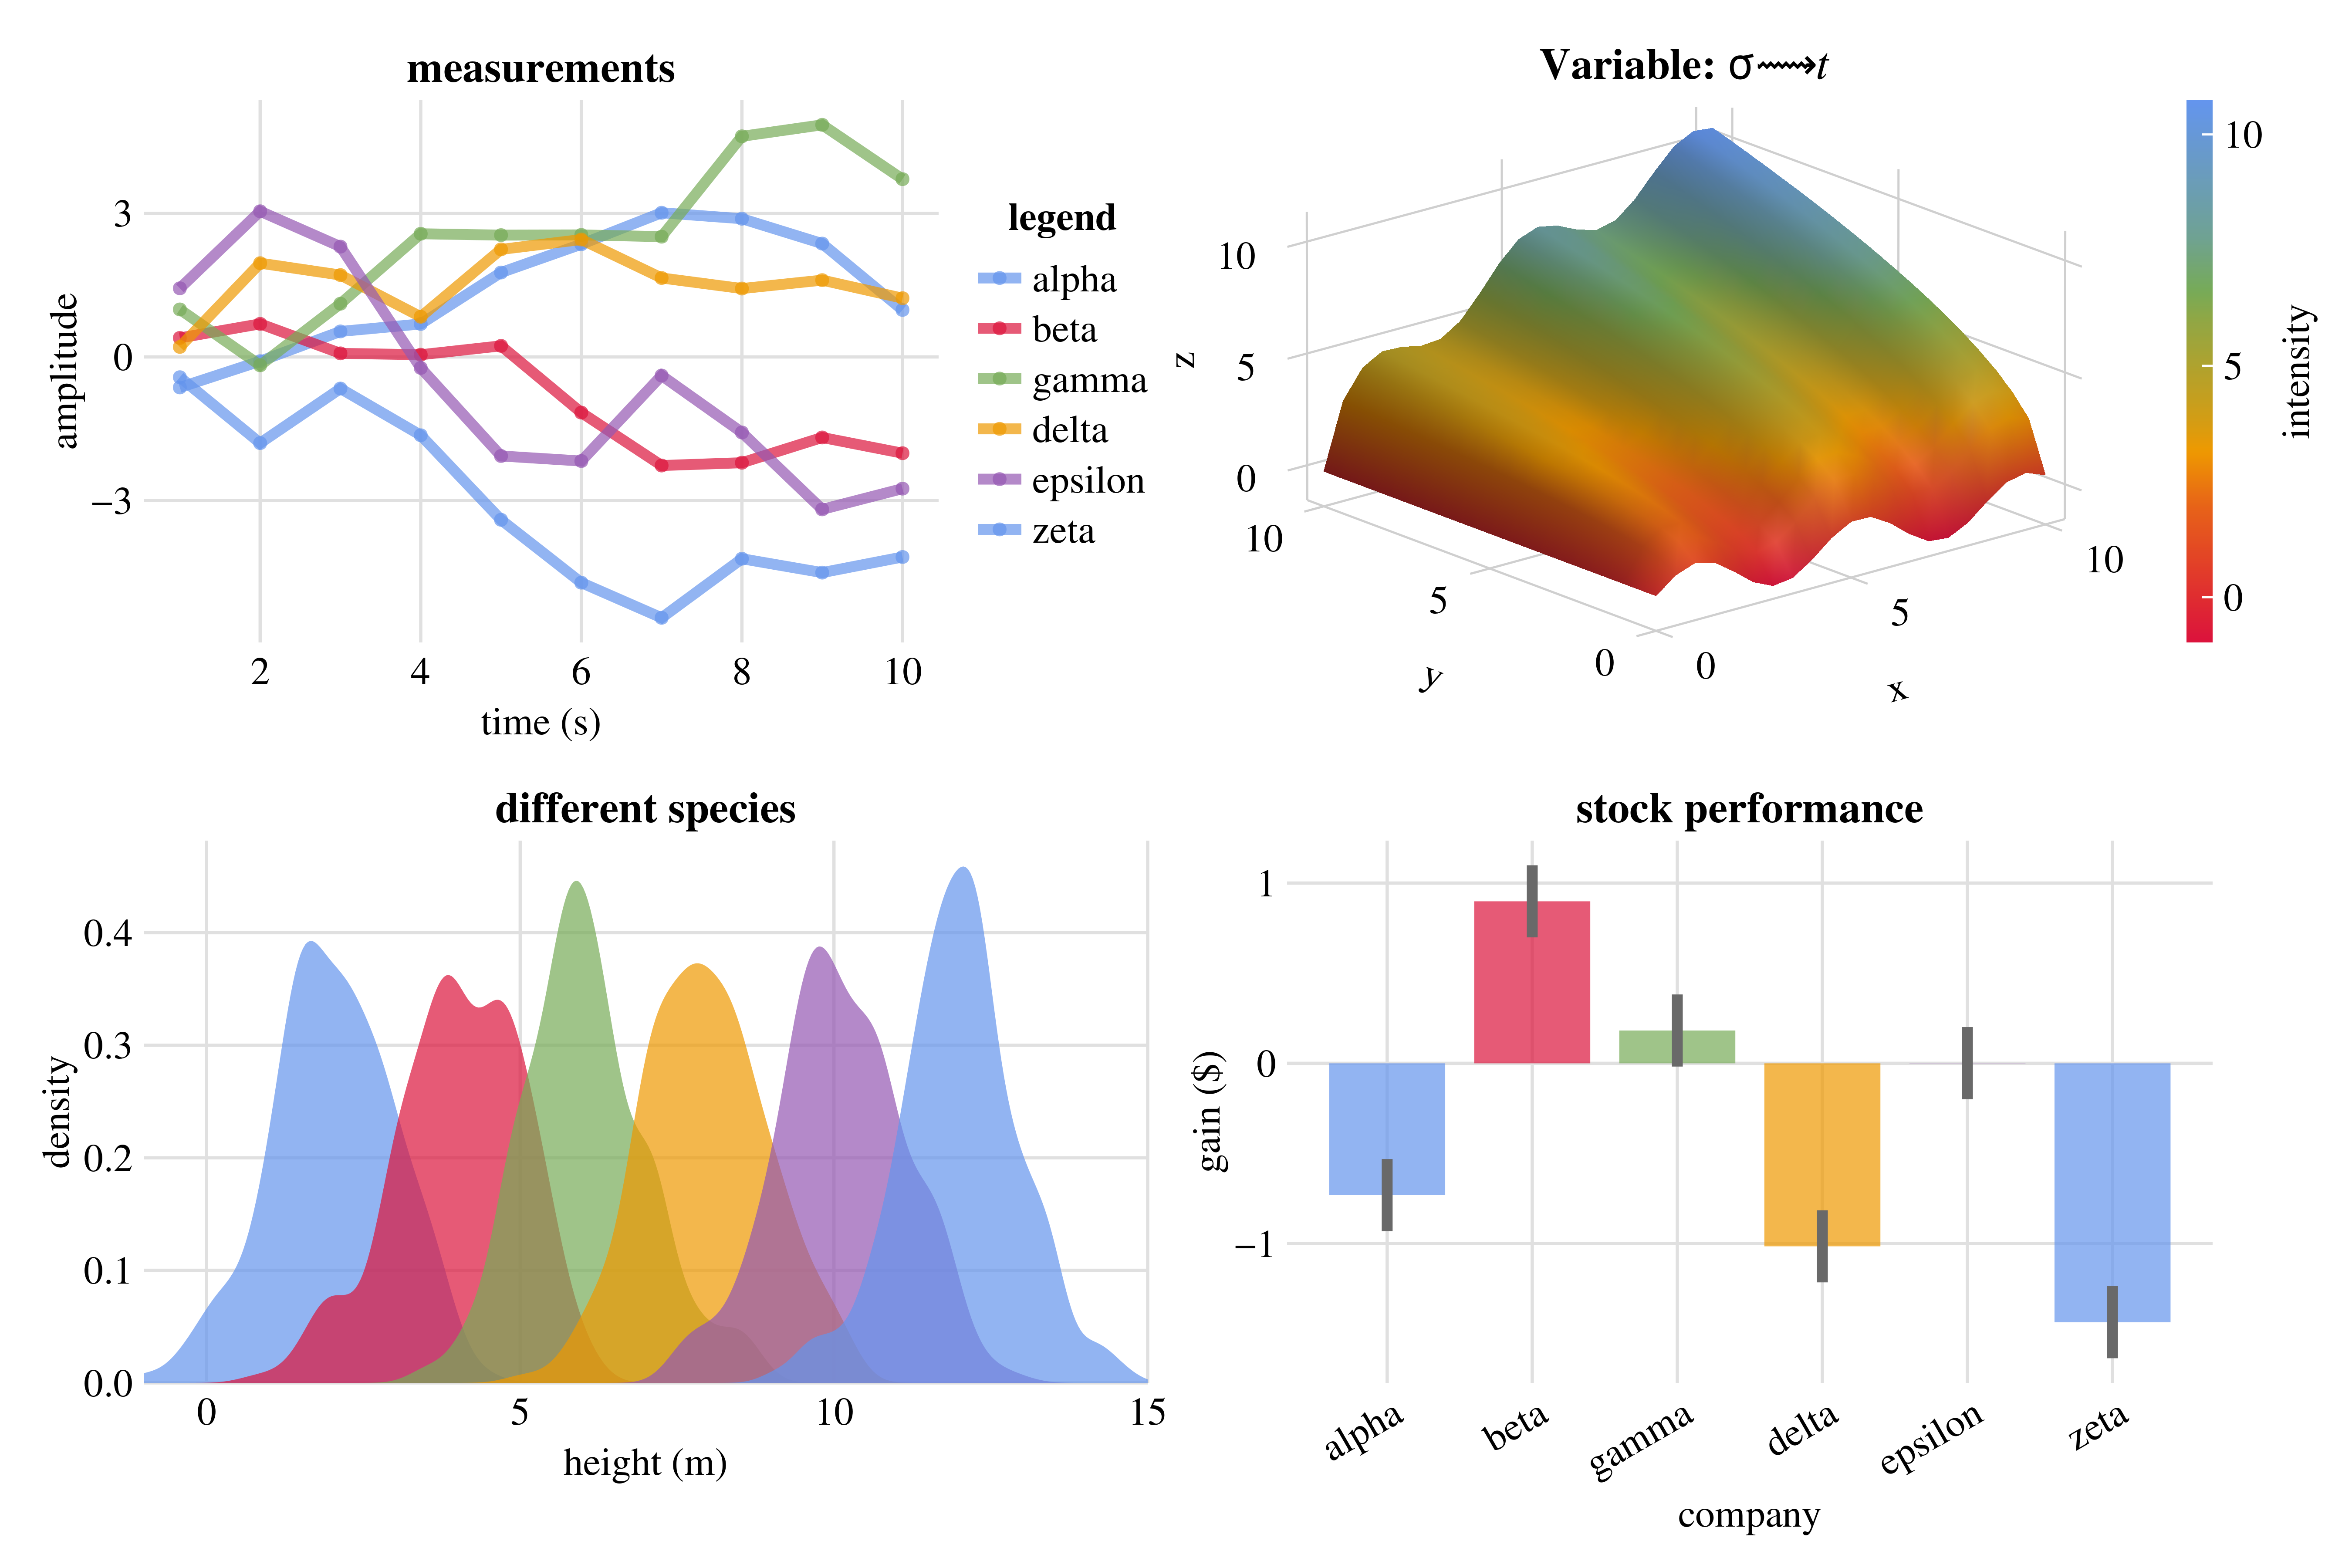 measurements
3
0
−3
amplitude
2 4 6 8 10
time (s)
legend
alpha
beta
gamma
delta
epsilon
zeta
Variable: σ⟿t
10
5
0
z
10
5
0
y
0
5
10
x
10
5
0
intensity
different species
0.4
0.3
0.2
0.1
0.0
density
0 5 10 15
height (m)
stock performance
1
0
−1
gain ($)
alpha beta gamma delta epsilon zeta
company